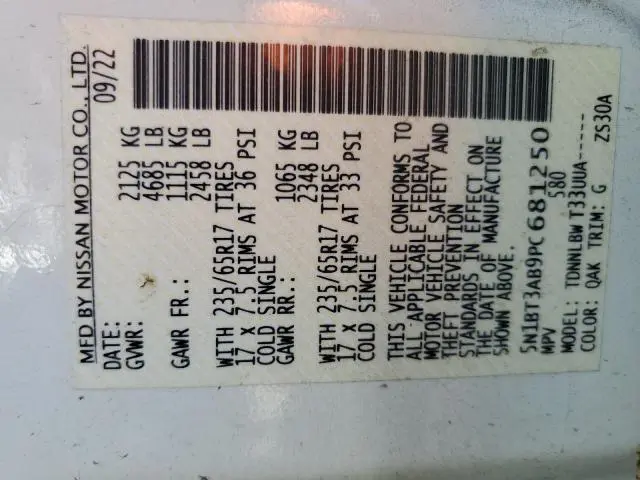 MFD BY NISSAN MOTOR CO., LTD.
DATE: 09/22
GVWR: 2125 KG
4685 LB
GAWR FR.: 1115 KG
2458 LB
WITH 235/65R17 TIRES
17 X 7.5 RIMS AT 36 PSI
COLD SINGLE
GAWR RR.: 1065 KG
2348 LB
WITH 235/65R17 TIRES
17 X 7.5 RIMS AT 33 PSI
COLD SINGLE
THIS VEHICLE CONFORMS TO
ALL APPLICABLE FEDERAL
MOTOR VEHICLE SAFETY AND
THEFT PREVENTION
STANDARDS IN EFFECT ON
THE DATE OF MANUFACTURE
SHOWN ABOVE.
5N1BT3AB9PC681250
MPV 580
MODEL: TDNNLBW T33UUA-----
COLOR: QAK TRIM: G ZS30A